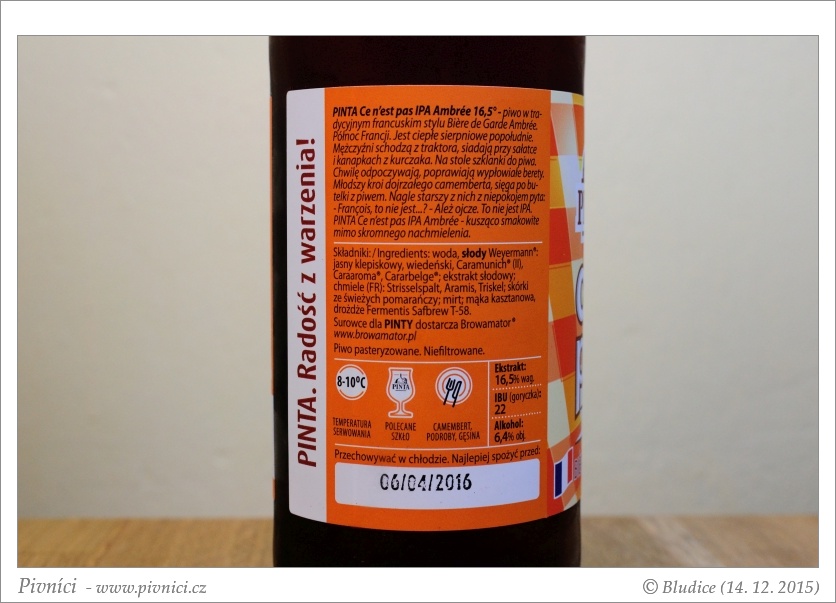 PINTA. Radość z warzenia!
PINTA Ce n'est pas IPA Ambrée 16,5° - piwo w tra-
dycyjnym francuskim stylu Bière de Garde Ambrée.
Północ Francji. Jest ciepłe sierpniowe popołudnie.
Mężczyźni schodzą z traktora, siadają przy sałatce
i kanapkach z kurczaka. Na stole szklanki do piwa.
Chwilę odpoczywają, poprawiają wypłowiałe berety.
Młodszy kroi dojrzałego camemberta, sięga po bu-
telki z piwem. Nagle starszy z nich z niepokojem pyta:
- François, to nie jest...? - Ależ ojcze. To nie jest IPA.
PINTA Ce n'est pas IPA Ambrée - kusząco smakowite
mimo skromnego nachmielenia.
Składniki: / Ingredients: woda, słody Weyermann®:
jasny klepiskowy, wiedeński, Caramunich® (II),
Caraaroma®, Cararbelge®; ekstrakt słodowy;
chmiele (FR): Strisselspalt, Aramis, Triskel; skórki
ze świeżych pomarańczy; mirt; mąka kasztanowa,
drożdże Fermentis Safbrew T-58.
Surowce dla PINTY dostarcza Browamator®
www.browamator.pl
Piwo pasteryzowane. Niefiltrowane.
8-10°C
TEMPERATURA
SERWOWANIA
PINTA
POLECANE
SZKŁO
CAMEMBERT,
PODROBY, GĘSINA
Ekstrakt:
16,5% wag.
IBU (goryczka):
22
Alkohol:
6,4% obj.
Przechowywać w chłodzie. Najlepiej spożyć przed:
06/04/2016
Pivníci - www.pivnici.cz
© Bludice (14. 12. 2015)